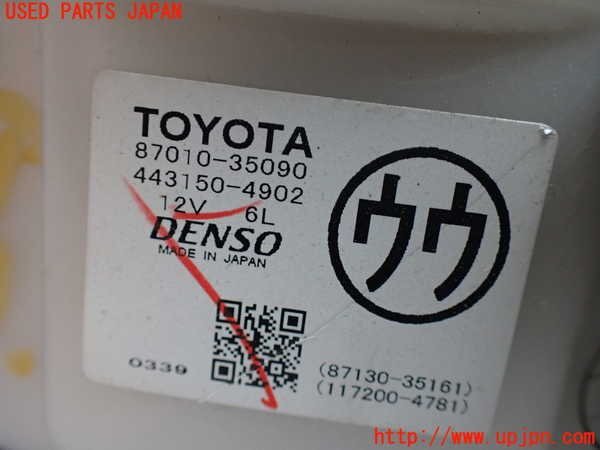 USED PARTS JAPAN
TOYOTA
87010-35090
443150-4902
12V 6L
DENSO
MADE IN JAPAN
ウウ
0339
(87130-35161)
(117200-4781)
http://www.upjpn.com